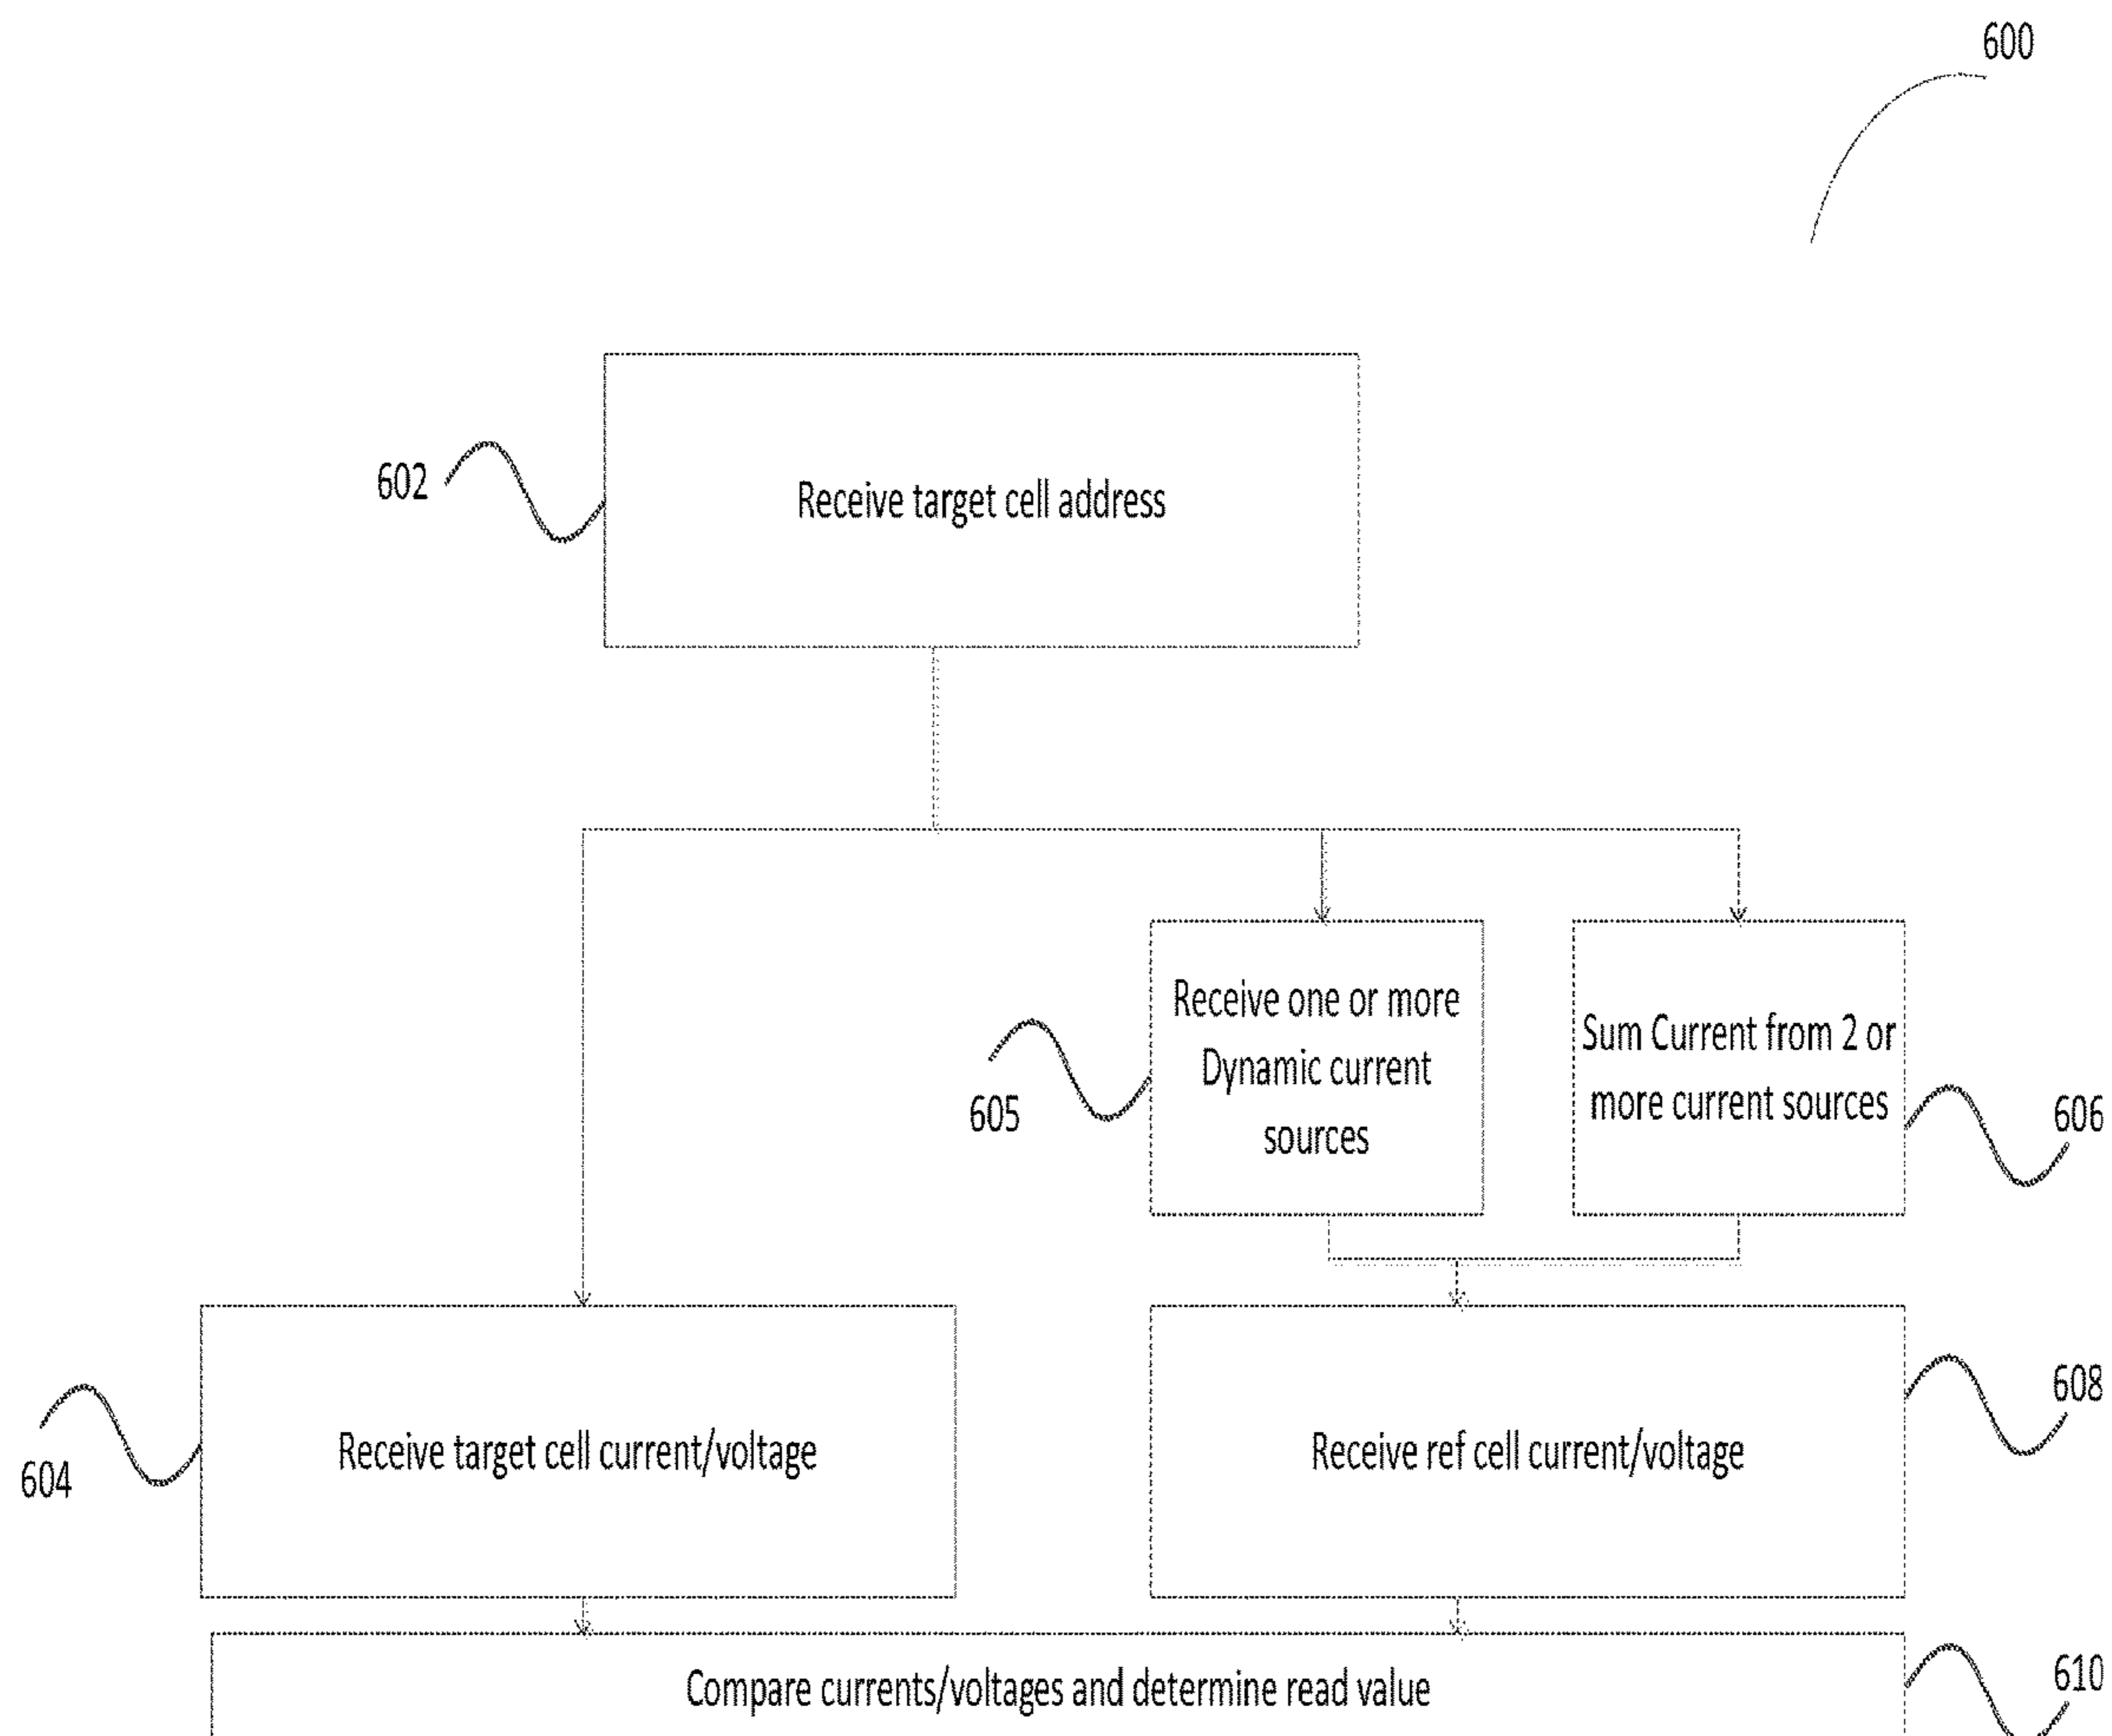 600
602
Receive target cell address
Receive one or more
Dynamic current
sources
605
Sum Current from 2 or
more current sources
606
604
Receive target cell current/voltage
Receive ref cell current/voltage
608
Compare currents/voltages and determine read value
610